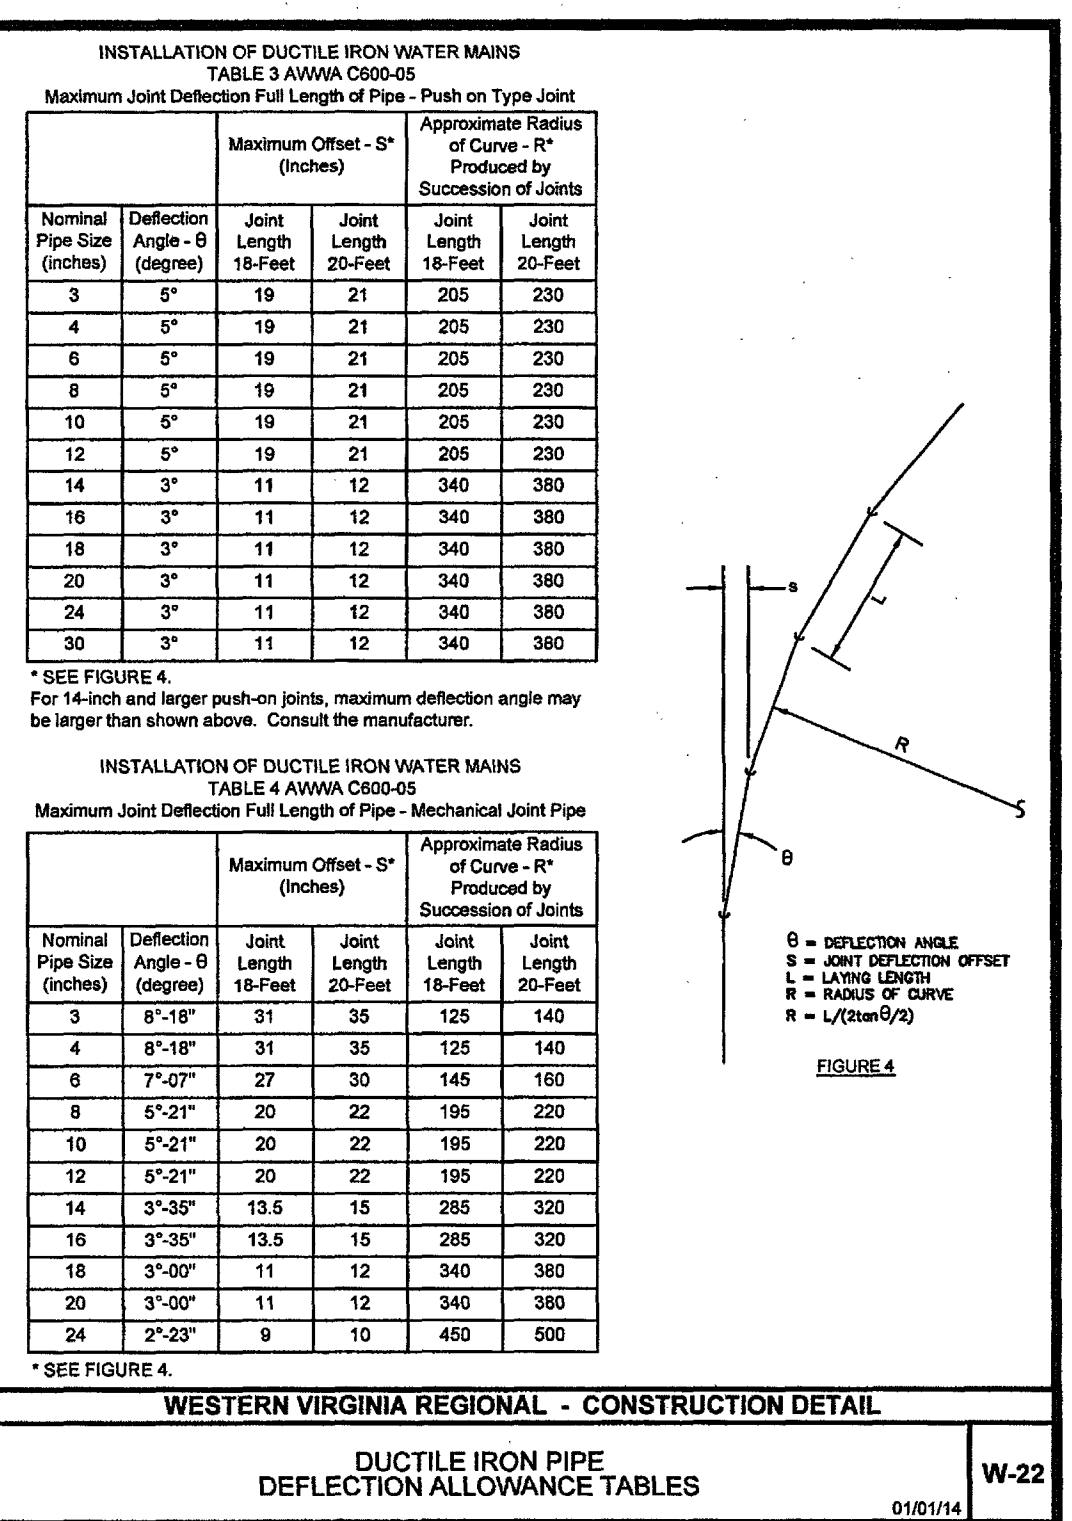 INSTALLATION OF DUCTILE IRON WATER MAINS
TABLE 3 AWWA C600-05
Maximum Joint Deflection Full Length of Pipe - Push on Type Joint
Maximum Offset - S*
(Inches)
Approximate Radius
of Curve - R*
Produced by
Succession of Joints
Nominal
Pipe Size
(inches)
Deflection
Angle - θ
(degree)
Joint
Length
18-Feet
Joint
Length
20-Feet
Joint
Length
18-Feet
Joint
Length
20-Feet
3 5° 19 21 205 230
4 5° 19 21 205 230
6 5° 19 21 205 230
8 5° 19 21 205 230
10 5° 19 21 205 230
12 5° 19 21 205 230
14 3° 11 12 340 380
16 3° 11 12 340 380
18 3° 11 12 340 380
20 3° 11 12 340 380
24 3° 11 12 340 380
30 3° 11 12 340 380
* SEE FIGURE 4.
For 14-inch and larger push-on joints, maximum deflection angle may
be larger than shown above. Consult the manufacturer.
INSTALLATION OF DUCTILE IRON WATER MAINS
TABLE 4 AWWA C600-05
Maximum Joint Deflection Full Length of Pipe - Mechanical Joint Pipe
Maximum Offset - S*
(Inches)
Approximate Radius
of Curve - R*
Produced by
Succession of Joints
Nominal
Pipe Size
(inches)
Deflection
Angle - θ
(degree)
Joint
Length
18-Feet
Joint
Length
20-Feet
Joint
Length
18-Feet
Joint
Length
20-Feet
3 8°-18" 31 35 125 140
4 8°-18" 31 35 125 140
6 7°-07" 27 30 145 160
8 5°-21" 20 22 195 220
10 5°-21" 20 22 195 220
12 5°-21" 20 22 195 220
14 3°-35" 13.5 15 285 320
16 3°-35" 13.5 15 285 320
18 3°-00" 11 12 340 380
20 3°-00" 11 12 340 380
24 2°-23" 9 10 450 500
* SEE FIGURE 4.
S
L
R
θ
θ = DEFLECTION ANGLE
S = JOINT DEFLECTION OFFSET
L = LAYING LENGTH
R = RADIUS OF CURVE
R = L/(2tanθ/2)
FIGURE 4
WESTERN VIRGINIA REGIONAL - CONSTRUCTION DETAIL
DUCTILE IRON PIPE
DEFLECTION ALLOWANCE TABLES
W-22
01/01/14